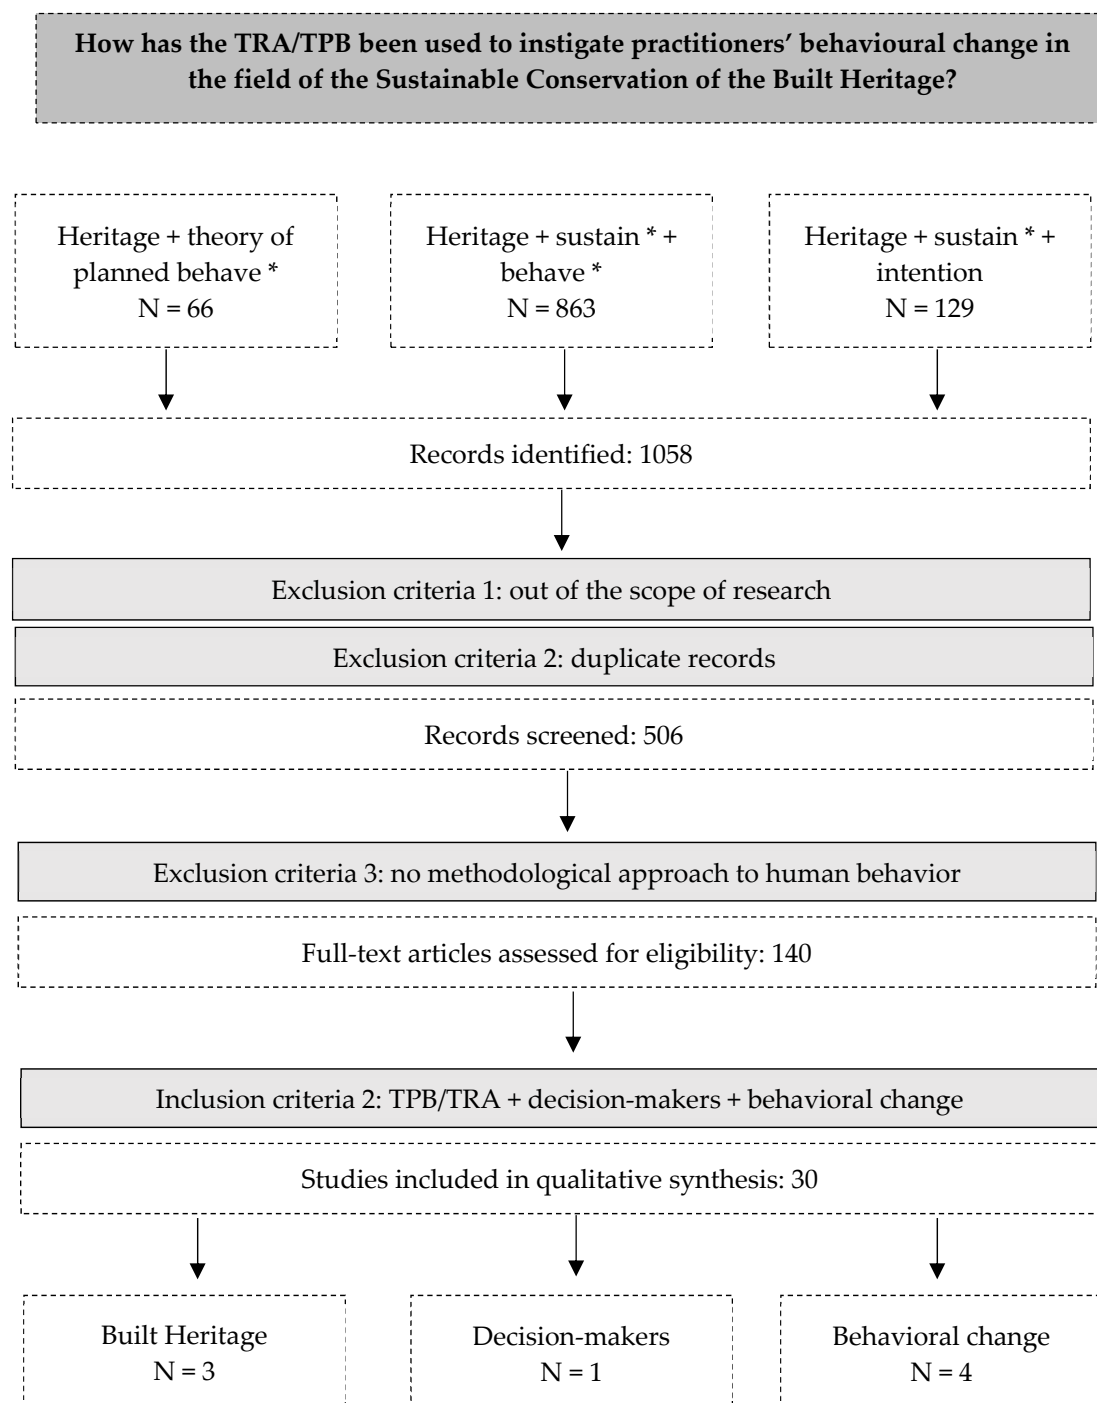 How has the TRA/TPB been used to instigate practitioners’ behavioural change in
the field of the Sustainable Conservation of the Built Heritage?
Heritage + theory of
planned behave *
N = 66
Heritage + sustain * +
behave *
N = 863
Heritage + sustain * +
intention
N = 129
Records identified: 1058
Exclusion criteria 1: out of the scope of research
Exclusion criteria 2: duplicate records
Records screened: 506
Exclusion criteria 3: no methodological approach to human behavior
Full-text articles assessed for eligibility: 140
Inclusion criteria 2: TPB/TRA + decision-makers + behavioral change
Studies included in qualitative synthesis: 30
Built Heritage
N = 3
Decision-makers
N = 1
Behavioral change
N = 4